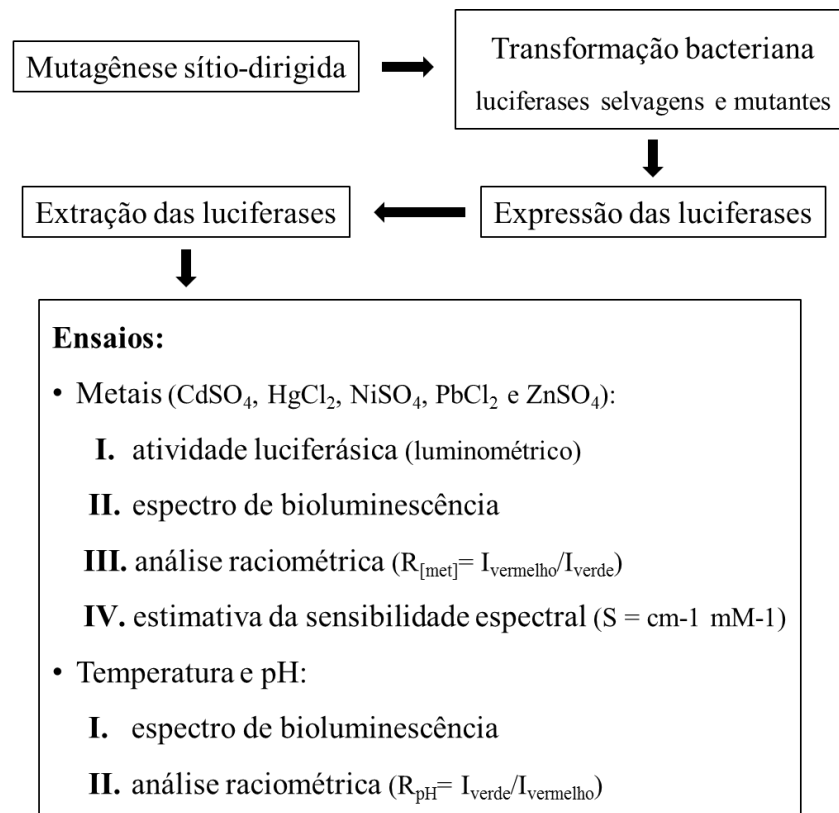 Mutagênese sítio-dirigida
Transformação bacteriana
luciferases selvagens e mutantes
Extração das luciferases
Expressão das luciferases
Ensaios:
• Metais (CdSO₄, HgCl₂, NiSO₄, PbCl₂ e ZnSO₄):
I. atividade luciferásica (luminométrico)
II. espectro de bioluminescência
III. análise raciométrica (R[met]= Ivermelho/Iverde)
IV. estimativa da sensibilidade espectral (S = cm-1 mM-1)
• Temperatura e pH:
I. espectro de bioluminescência
II. análise raciométrica (RpH= Iverde/Ivermelho)